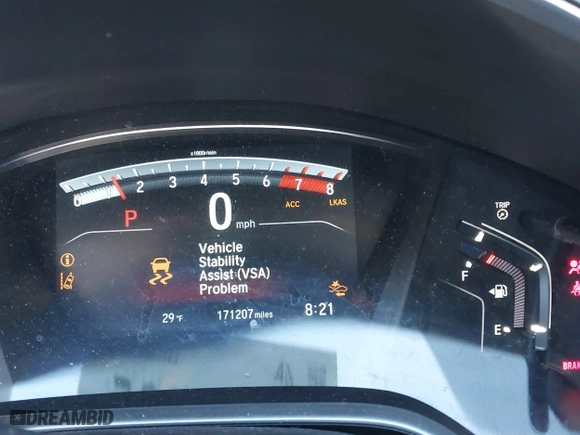 x1000r/min
0 2 3 4 5 6 7 8
ACC LKAS
P 0 mph
TRIP
Vehicle
Stability
Assist (VSA)
Problem
F
E
29 °F 171207 miles 8:21
BRA
DREAMBID